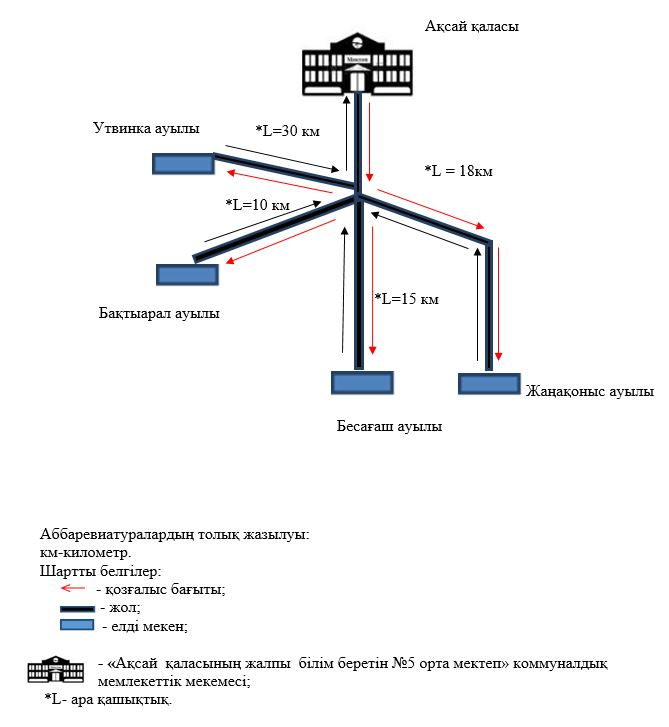 Ақсай қаласы
Мектеп
Утвинка ауылы
*L=30 км
*L = 18км
*L=10 км
*L=15 км
Бақтыарал ауылы
Жаңақоныс ауылы
Бесағаш ауылы
Аббаревиатуралардың толық жазылуы:
км-километр.
Шартты белгілер:
- қозғалыс бағыты;
- жол;
- елді мекен;
- «Ақсай қаласының жалпы білім беретін №5 орта мектеп» коммуналдық
мемлекеттік мекемесі;
*L- ара қашықтық.